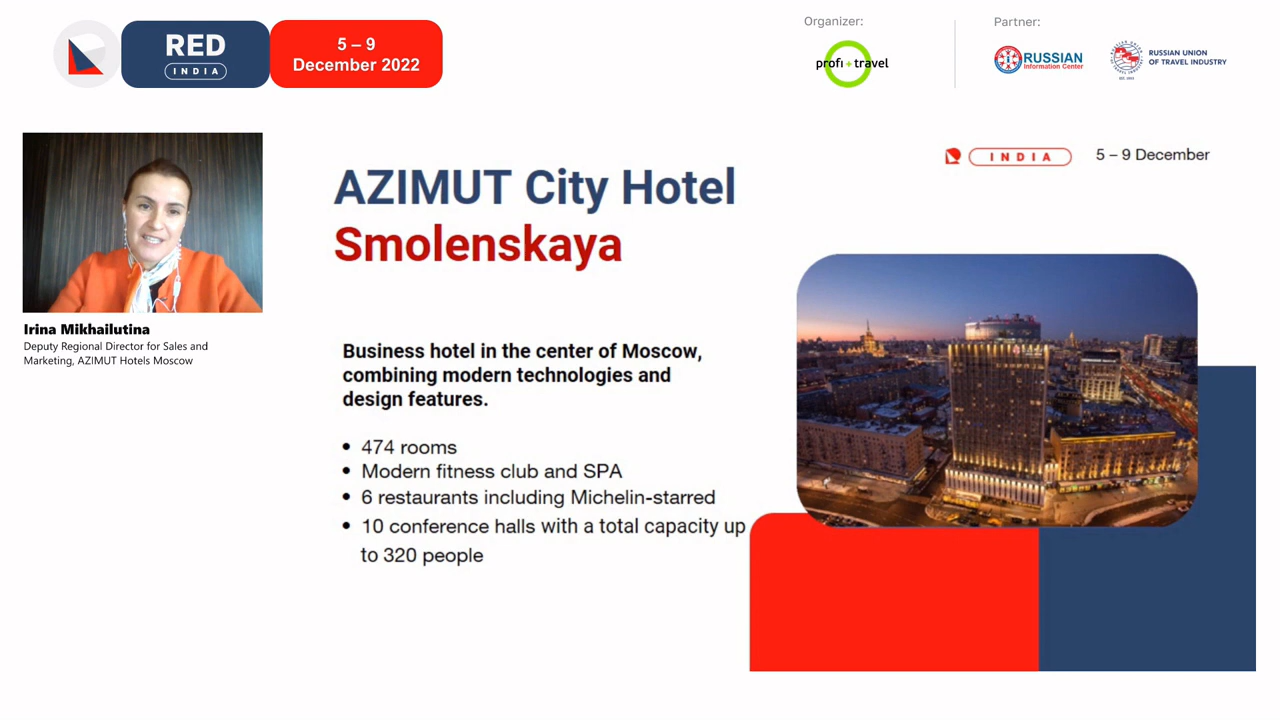 RED
INDIA
5 – 9
December 2022
Organizer:
profi+travel
Partner:
RUSSIAN
Information Center
RUSSIAN UNION
OF TRAVEL INDUSTRY
INDIA
5 – 9 December
AZIMUT City Hotel
Smolenskaya
Irina Mikhailutina
Deputy Regional Director for Sales and
Marketing, AZIMUT Hotels Moscow
Business hotel in the center of Moscow,
combining modern technologies and
design features.
• 474 rooms
• Modern fitness club and SPA
• 6 restaurants including Michelin-starred
• 10 conference halls with a total capacity up
to 320 people